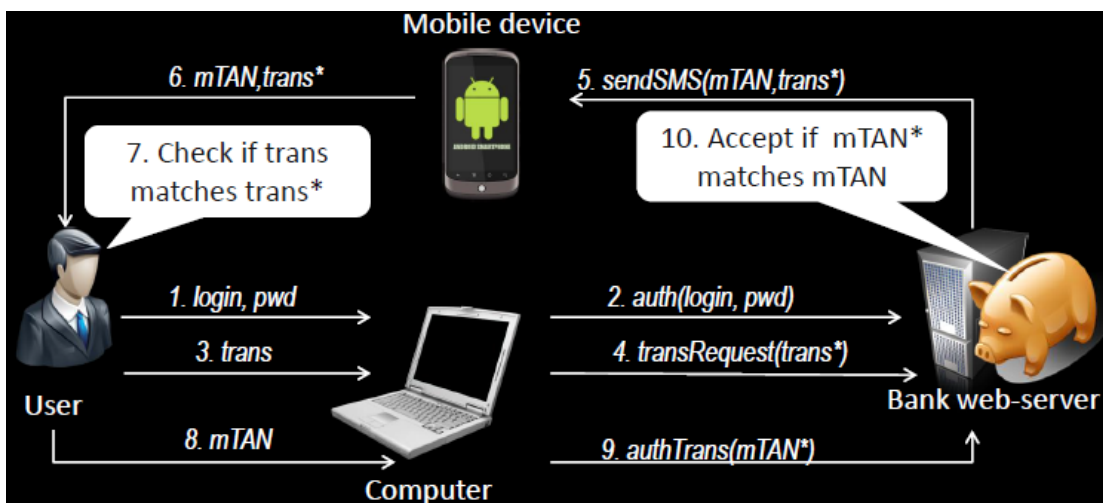 Mobile device
6. mTAN,trans*
5. sendSMS(mTAN,trans*)
ANDROID SMARTPHONE
7. Check if trans
matches trans*
10. Accept if mTAN*
matches mTAN
1. login, pwd
2. auth(login, pwd)
3. trans
4. transRequest(trans*)
User
Bank web-server
8. mTAN
9. authTrans(mTAN*)
Computer